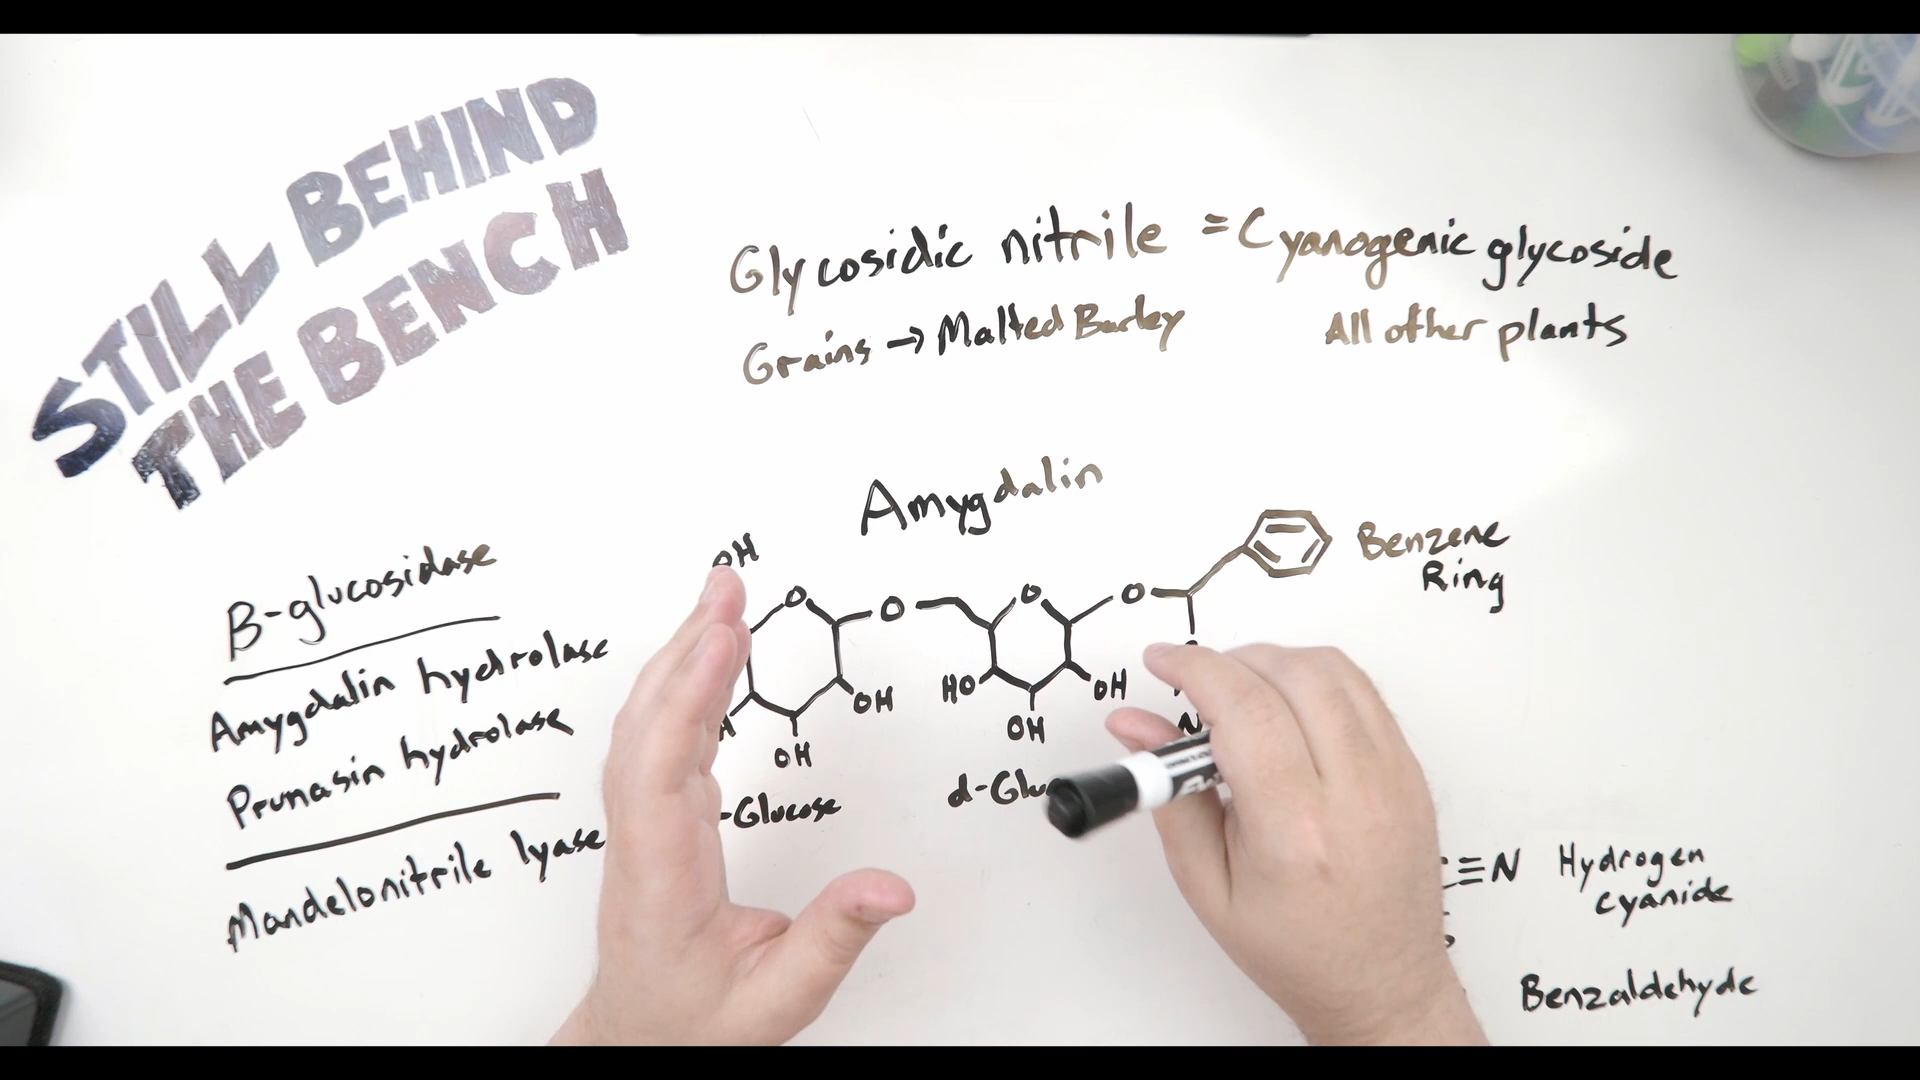 STILL BEHIND
THE BENCH
Glycosidic nitrile = Cyanogenic glycoside
Grains → Malted Barley
All other plants
Amygdalin
B-glucosidase
Amygdalin hydrolase
Prunasin hydrolase
Mandelonitrile lyase
OH
O
O
O
O
OH
OH
HO
OH
OH
N
-Glucose
d-Glu
Benzene
Ring
≡N Hydrogen
cyanide
Benzaldehyde